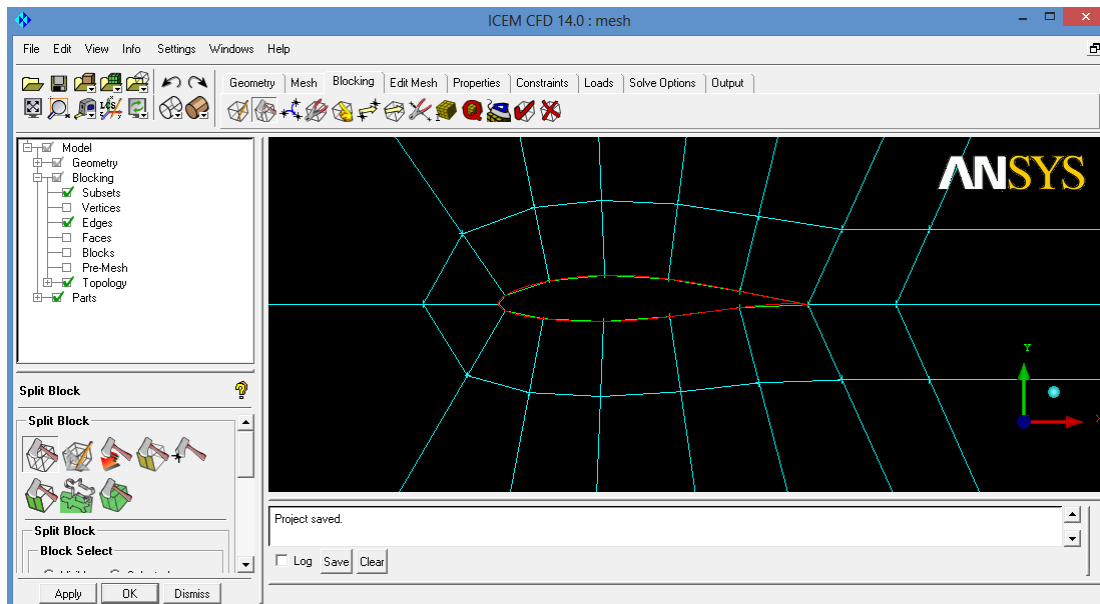 ICEM CFD 14.0 : mesh
File Edit View Info Settings Windows Help
Geometry Mesh Blocking Edit Mesh Properties Constraints Loads Solve Options Output
LCS
Model
Geometry
Blocking
Subsets
Vertices
Edges
Faces
Blocks
Pre-Mesh
Topology
Parts
ANSYS
Y
X
Split Block
Split Block
Split Block
Block Select
Project saved.
Log Save Clear
Apply OK Dismiss